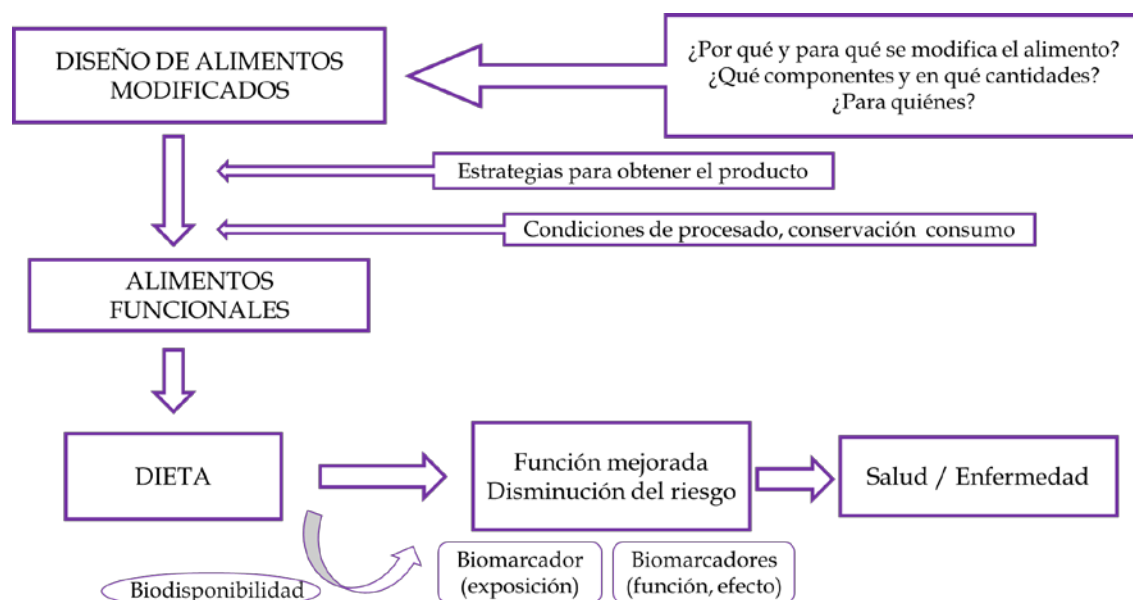 DISEÑO DE ALIMENTOS
MODIFICADOS
¿Por qué y para qué se modifica el alimento?
¿Qué componentes y en qué cantidades?
¿Para quiénes?
Estrategias para obtener el producto
Condiciones de procesado, conservación consumo
ALIMENTOS
FUNCIONALES
DIETA
Función mejorada
Disminución del riesgo
Salud / Enfermedad
Biodisponibilidad
Biomarcador
(exposición)
Biomarcadores
(función, efecto)